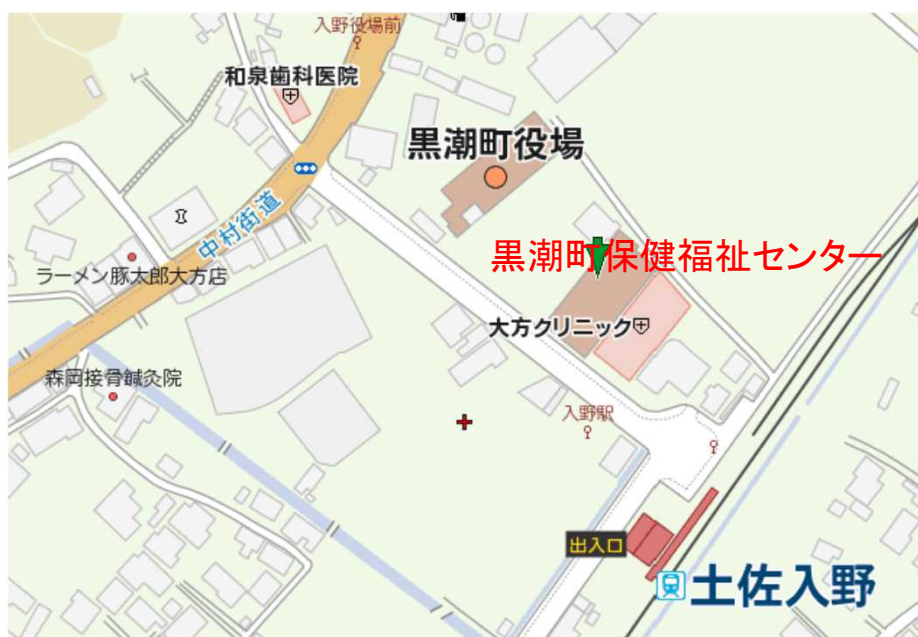 入野役場前
和泉歯科医院
黒潮町役場
中村街道
黒潮町保健福祉センター
ラーメン豚太郎大方店
大方クリニック
森岡接骨鍼灸院
入野駅
出入口
土佐入野